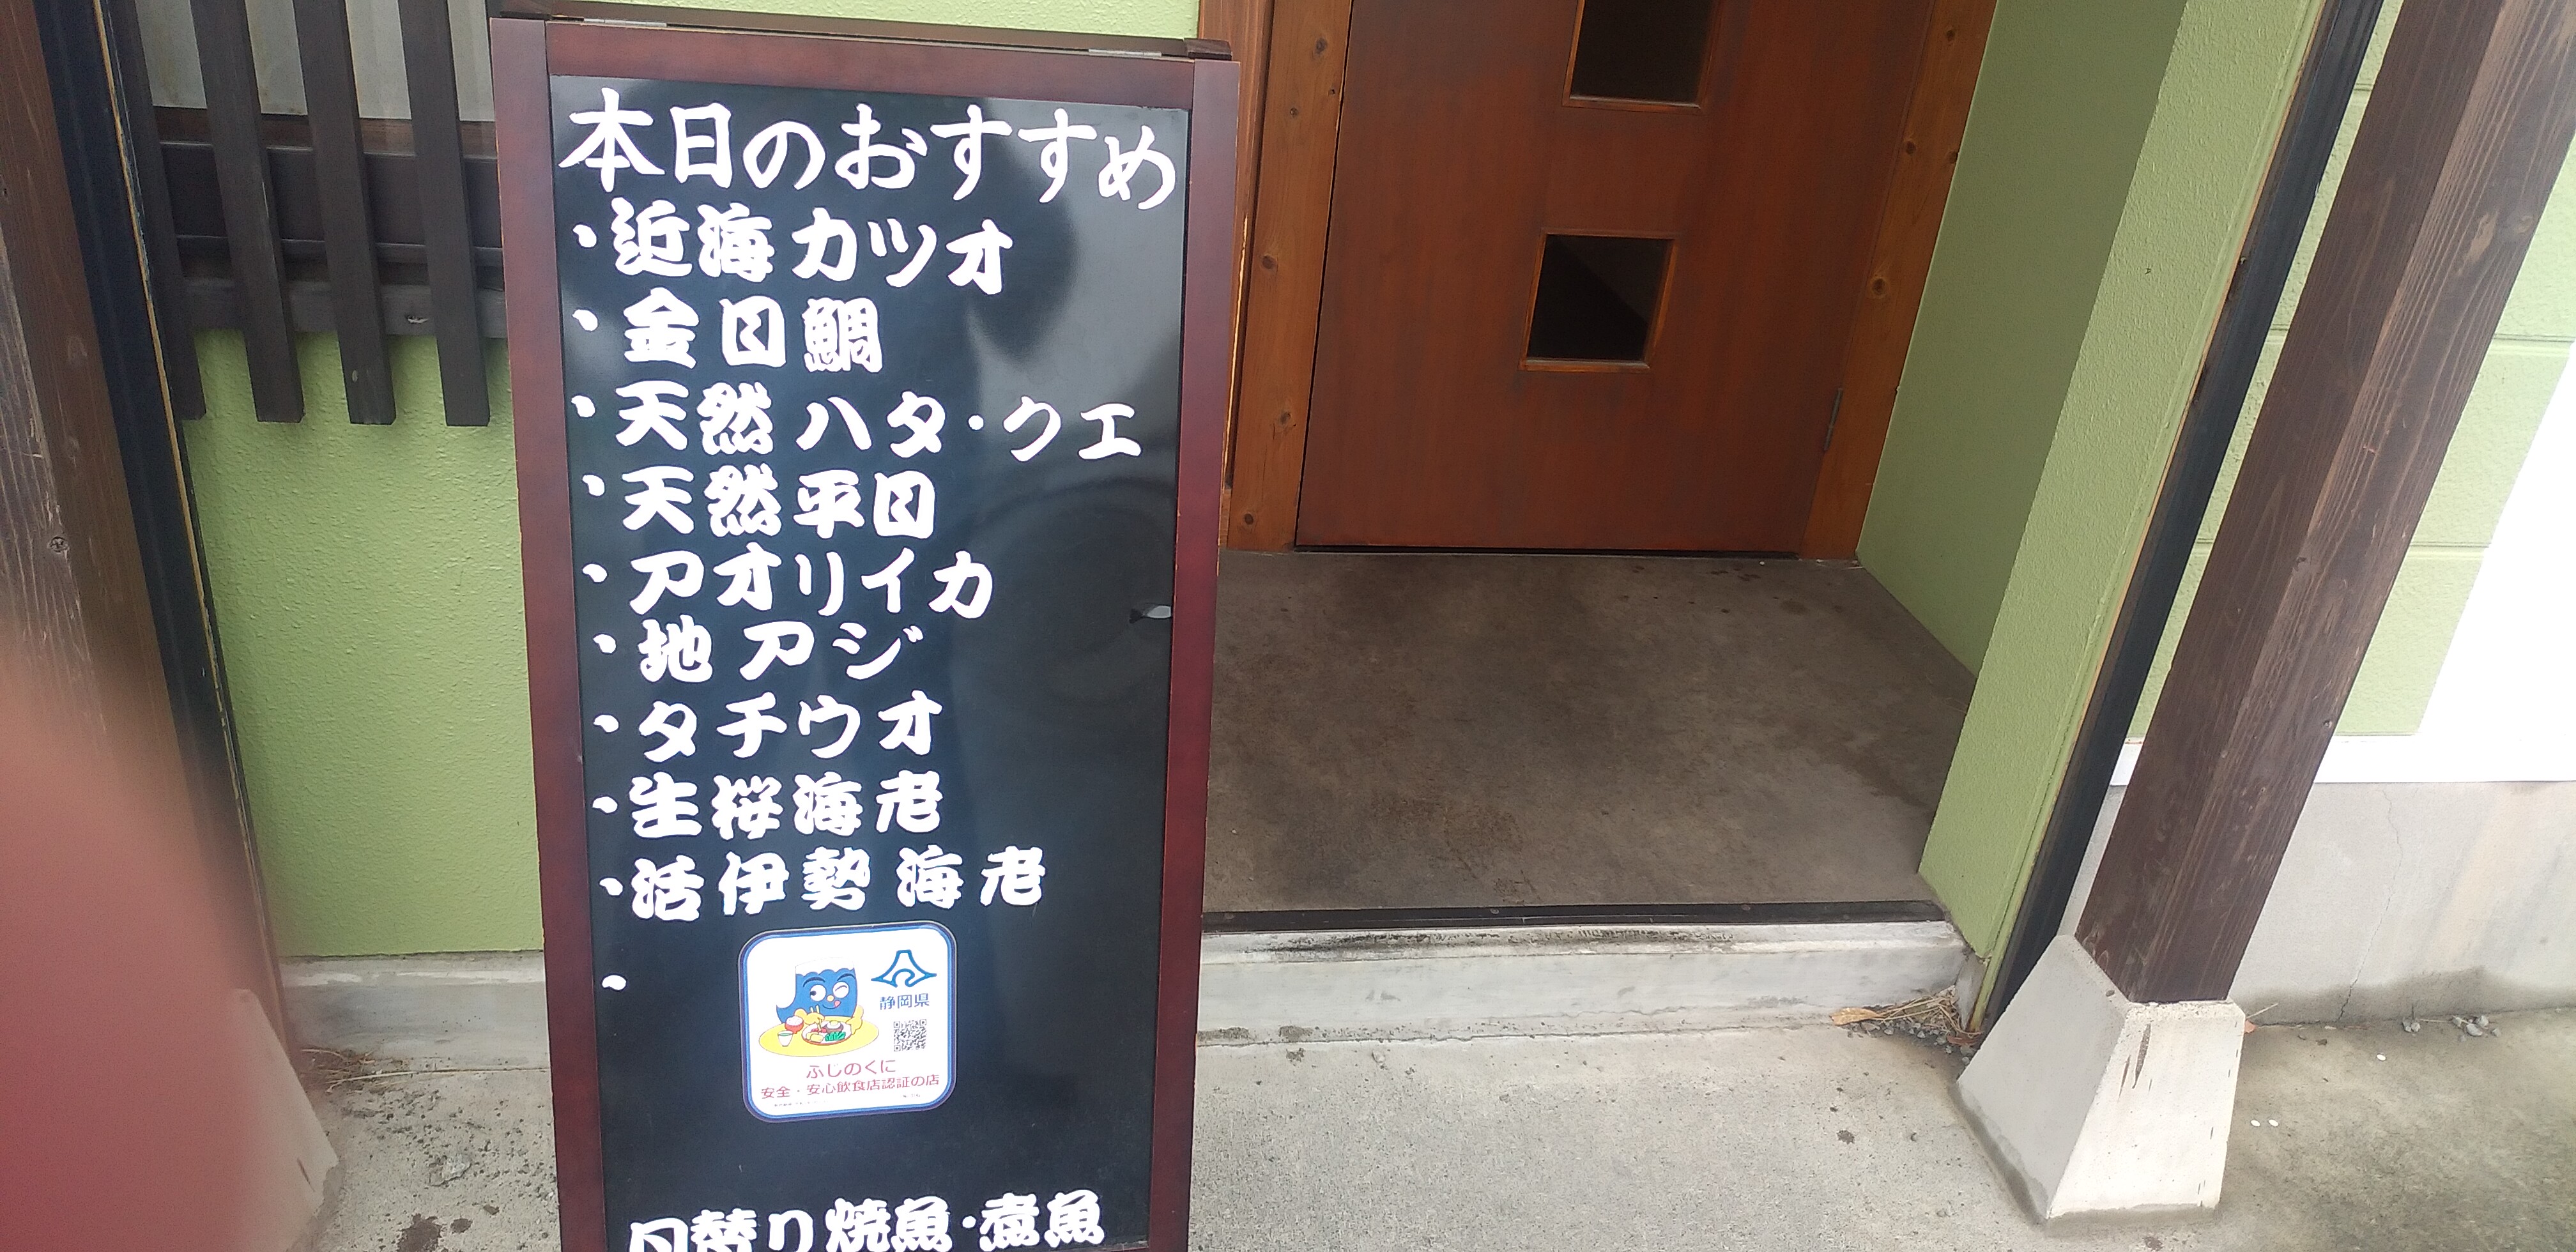 本日のおすすめ
・近海カツオ
・金目鯛
・天然ハタ・クエ
・天然平目
・アオリイカ
・地アジ
・タチウオ
・生桜海老
・活伊勢海老
・
静岡県
ふじのくに
安全・安心飲食店認証の店
日替り焼魚・煮魚